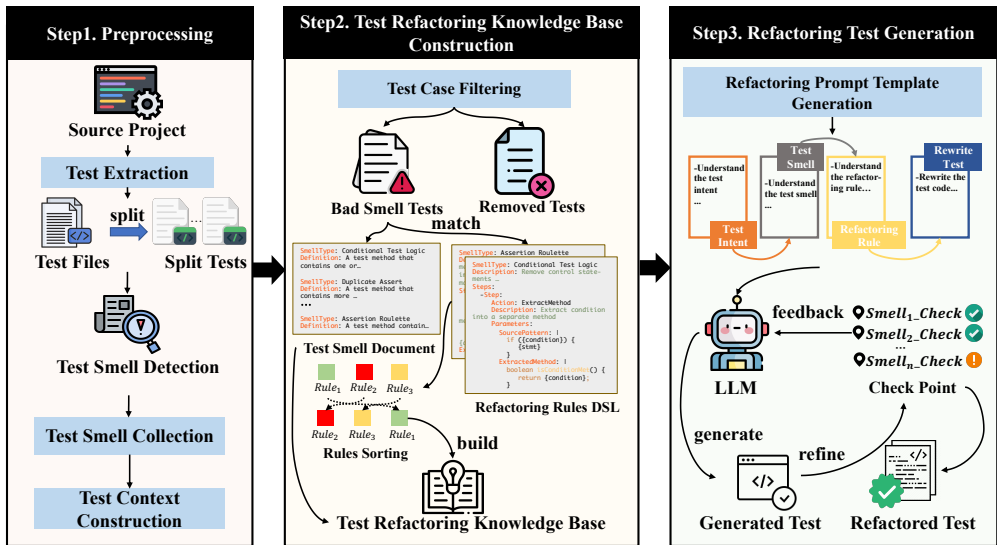 Step1. Preprocessing
Source Project
Test Extraction
split
...
Test Files
Split Tests
Test Smell Detection
Test Smell Collection
Test Context
Construction
Step2. Test Refactoring Knowledge Base
Construction
Test Case Filtering
Bad Smell Tests
Removed Tests
match
SmellType: Conditional Test Logic
Definition: A test method that
contains one or…
SmellType: Duplicate Assert
Definition: A test method that
contains more …
...
SmellType: Assertion Roulette
Definition: A test method contain…
Test Smell Document
SmellType: Assertion Roulette
SmellType: Conditional Test Logic
Description: Remove control state-
ments …
Steps:
-Step:
Action: ExtractMethod
Description: Extract condition
into a separate method
Parameters:
SourcePattern: |
if ({condition}) {
{stmt}
}
ExtractedMethod: |
boolean isConditionMet() {
return {condition};
}
Refactoring Rules DSL
Rule1
Rule2
Rule3
Rule2
Rule3
Rule1
Rules Sorting
build
Test Refactoring Knowledge Base
Step3. Refactoring Test Generation
Refactoring Prompt Template
Generation
-Understand
the test
intent
...
Test
Intent
Test
Smell
-Understand
the test smell
...
-Understand
the refactor-
ing rule…
Refactoring
Rule
Rewrite
Test
-Rewrite the
test code...
LLM
feedback
Smell1_Check
Smell2_Check
...
Smelln_Check
Check Point
generate
refine
Generated Test
Refactored Test